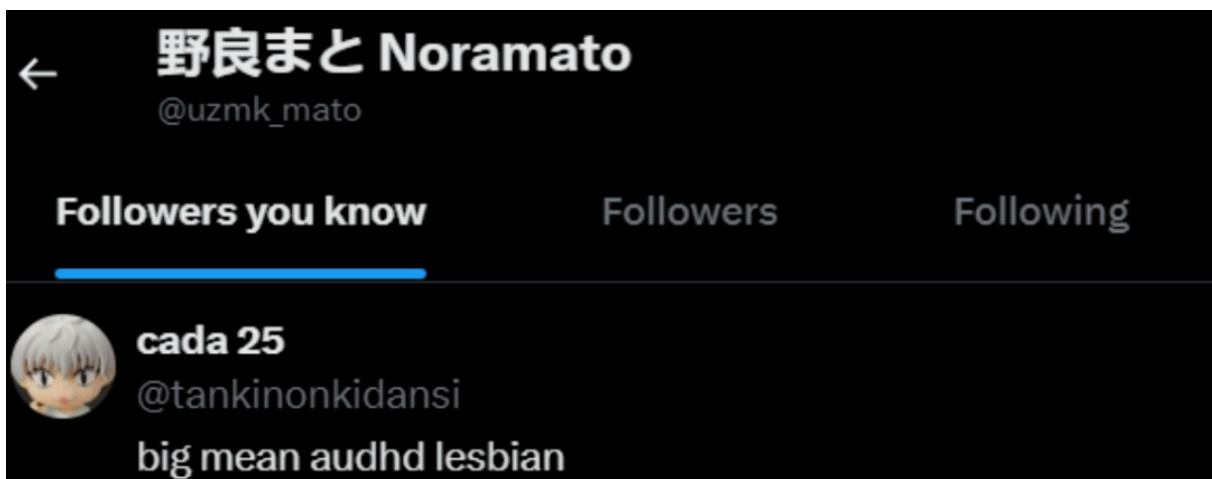 野良まと Noramato
@uzmk_mato
Followers you know Followers Following
cada 25
@tankinonkidansi
big mean audhd lesbian